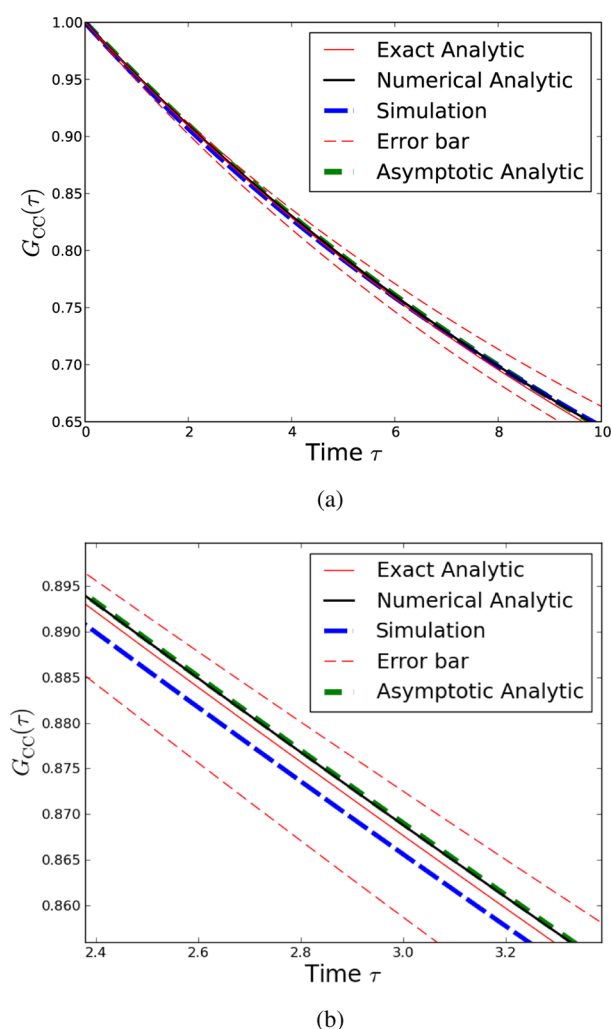 1.00
0.95
0.90
0.85
0.80
0.75
0.70
0.65
G_CC(τ)
Exact Analytic
Numerical Analytic
Simulation
Error bar
Asymptotic Analytic
0 2 4 6 8 10
Time τ
(a)
0.895
0.890
0.885
0.880
0.875
0.870
0.865
0.860
G_CC(τ)
Exact Analytic
Numerical Analytic
Simulation
Error bar
Asymptotic Analytic
2.4 2.6 2.8 3.0 3.2
Time τ
(b)